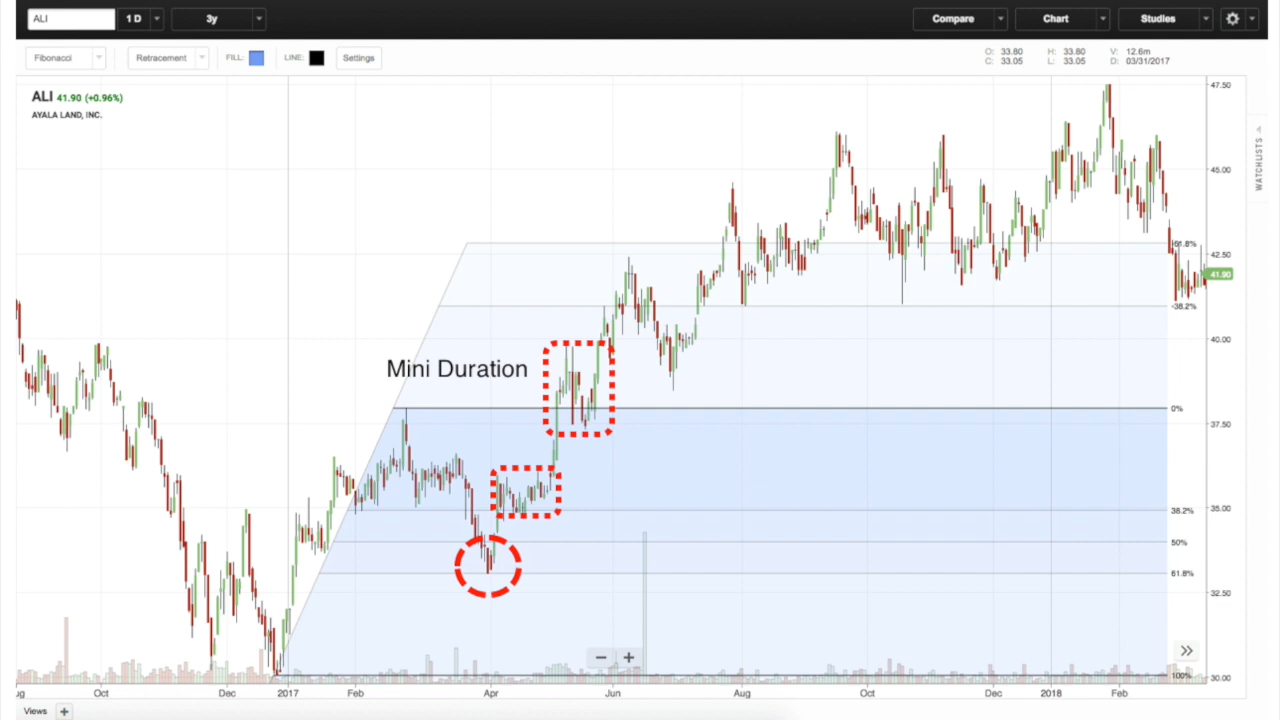 ALI 1 D 3y Compare Chart Studies
Fibonacci Retracement FILL: LINE: Settings
O: 33.80 H: 33.80 V: 12.6m
C: 33.05 L: 33.05 D: 03/31/2017
ALI 41.90 (+0.96%)
AYALA LAND, INC.
47.50
WATCHLISTS
45.00
-61.8%
42.50
41.90
-38.2%
40.00
Mini Duration
0%
37.50
35.00
38.2%
50%
61.8%
32.50
100%
30.00
ug Oct Dec 2017 Feb Apr Jun Aug Oct Dec 2018 Feb
Views